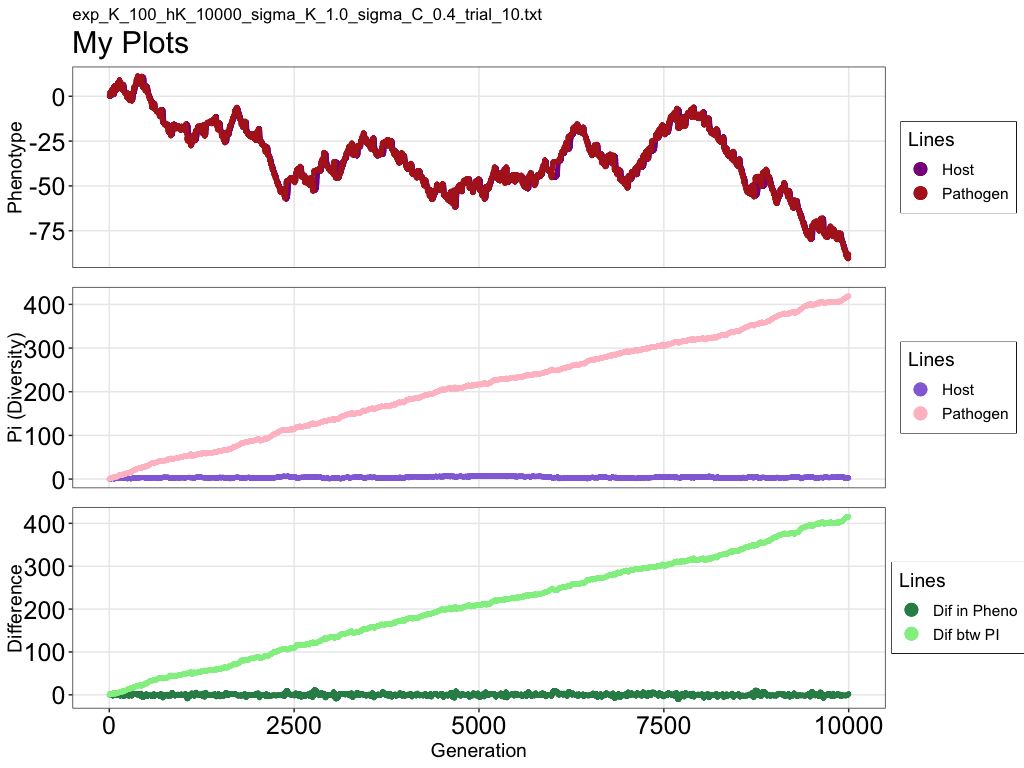 exp_K_100_hK_10000_sigma_K_1.0_sigma_C_0.4_trial_10.txt
My Plots
Phenotype
0
-25
-50
-75
Lines
Host
Pathogen
Pi (Diversity)
400
300
200
100
0
Lines
Host
Pathogen
Difference
400
300
200
100
0
Lines
Dif in Pheno
Dif btw PI
0 2500 5000 7500 10000
Generation